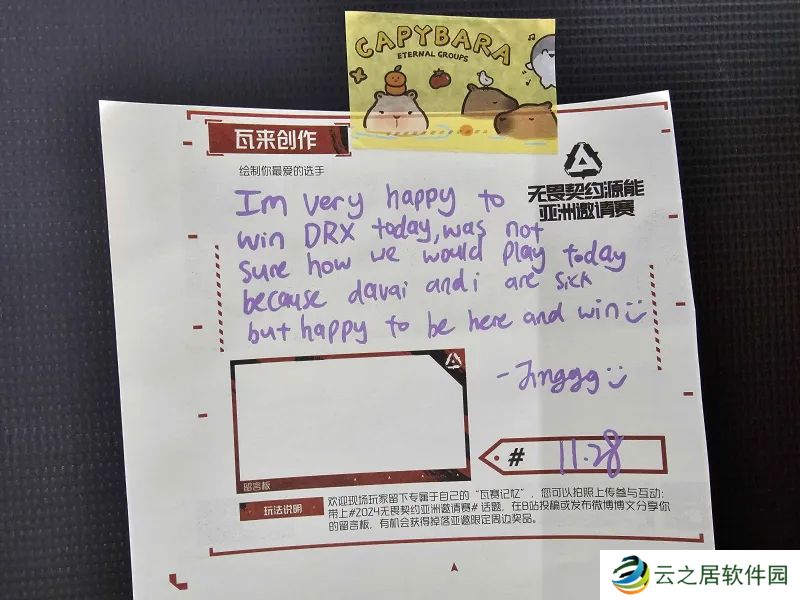 CAPYBARA
ETERNAL GROUPS
瓦来创作
绘制你最爱的选手
无畏契约源能
亚洲邀请赛
Im very happy to
win DRX today, was not
sure how we would play today
because davai and i are sick
but happy to be here and win
- Jinggg
# 11.28
留言板
玩法说明
欢迎现场玩家留下专属于自己的“瓦赛记忆”，您可以拍照上传参与互动:
带上#2024无畏契约亚洲邀请赛# 话题，在B站投稿或发布微博博文分享你
的留言板，有机会获得掉落亚邀限定周边奖品。
云之居软件园